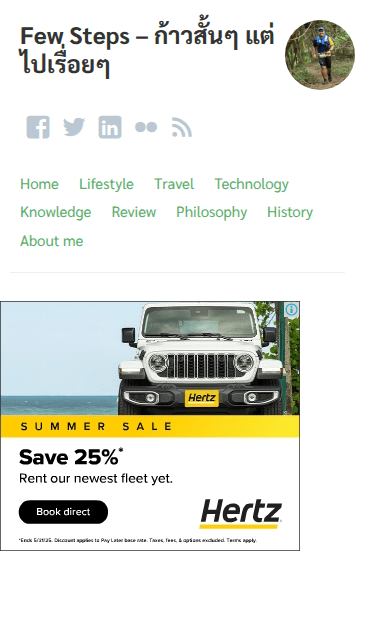 Few Steps – ก้าวสั้นๆ แต่
ไปเรื่อยๆ
Home Lifestyle Travel Technology
Knowledge Review Philosophy History
About me
Hertz
SUMMER SALE
Save 25%*
Rent our newest fleet yet.
Book direct
Hertz
*Ends 5/31/25. Discount applies to Pay Later base rate. Taxes, fees, & options excluded. Terms apply.